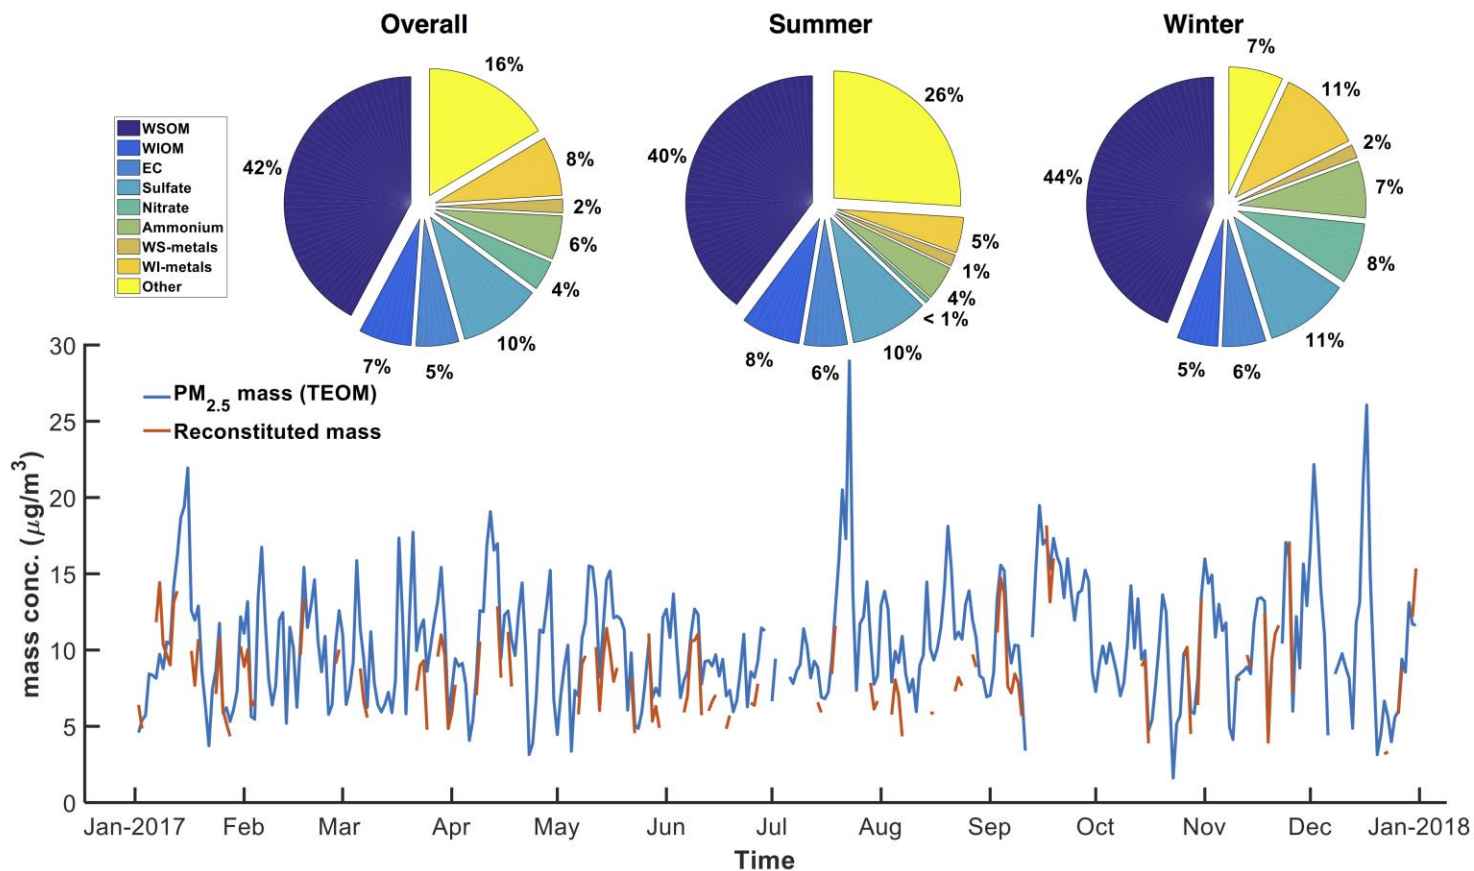 Overall
Summer
Winter
16%
8%
2%
6%
4%
10%
5%
7%
42%
26%
5%
1%
4%
< 1%
10%
6%
8%
40%
7%
11%
2%
7%
8%
11%
6%
5%
44%
WSOM
WIOM
EC
Sulfate
Nitrate
Ammonium
WS-metals
WI-metals
Other
PM2.5 mass (TEOM)
Reconstituted mass
mass conc. (μg/m3)
30
25
20
15
10
5
0
Jan-2017 Feb Mar Apr May Jun Jul Aug Sep Oct Nov Dec Jan-2018
Time